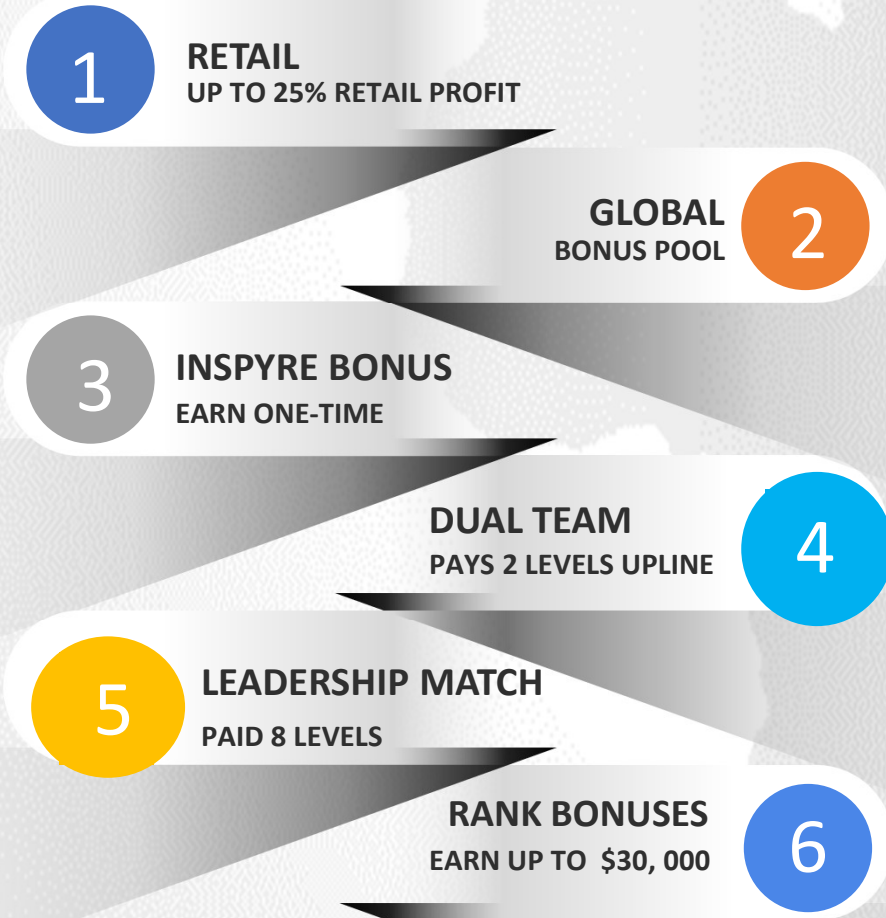 1
RETAIL
UP TO 25% RETAIL PROFIT
GLOBAL
BONUS POOL
2
3
INSPYRE BONUS
EARN ONE-TIME
DUAL TEAM
PAYS 2 LEVELS UPLINE
4
5
LEADERSHIP MATCH
PAID 8 LEVELS
RANK BONUSES
EARN UP TO $30, 000
6